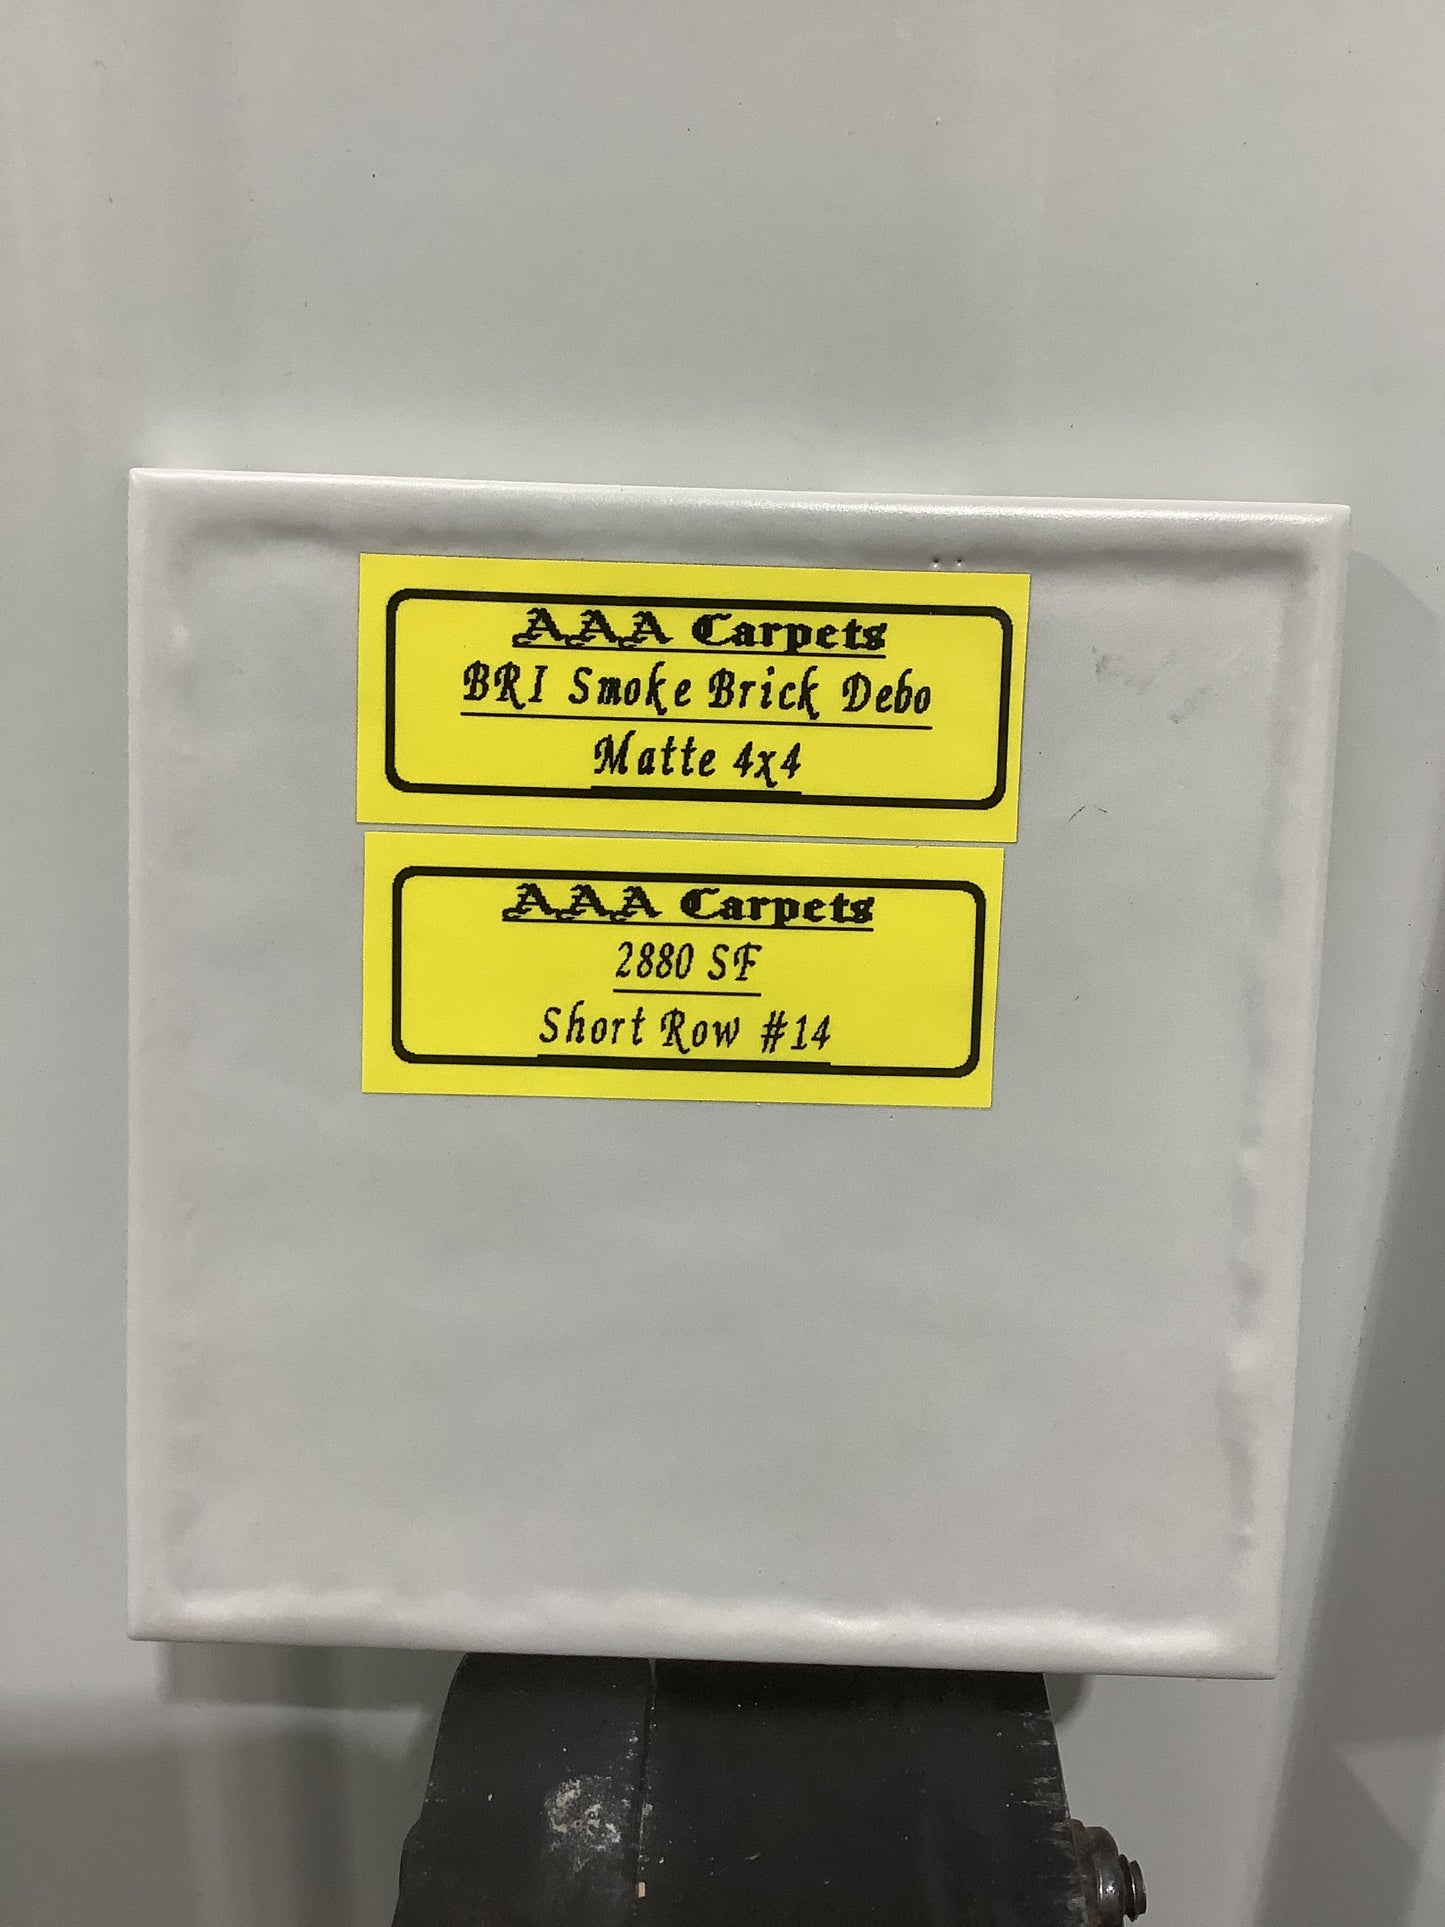 AAA Carpets
BRI Smoke Brick Debo
Matte 4x4
AAA Carpets
2880 SF
Short Row #14